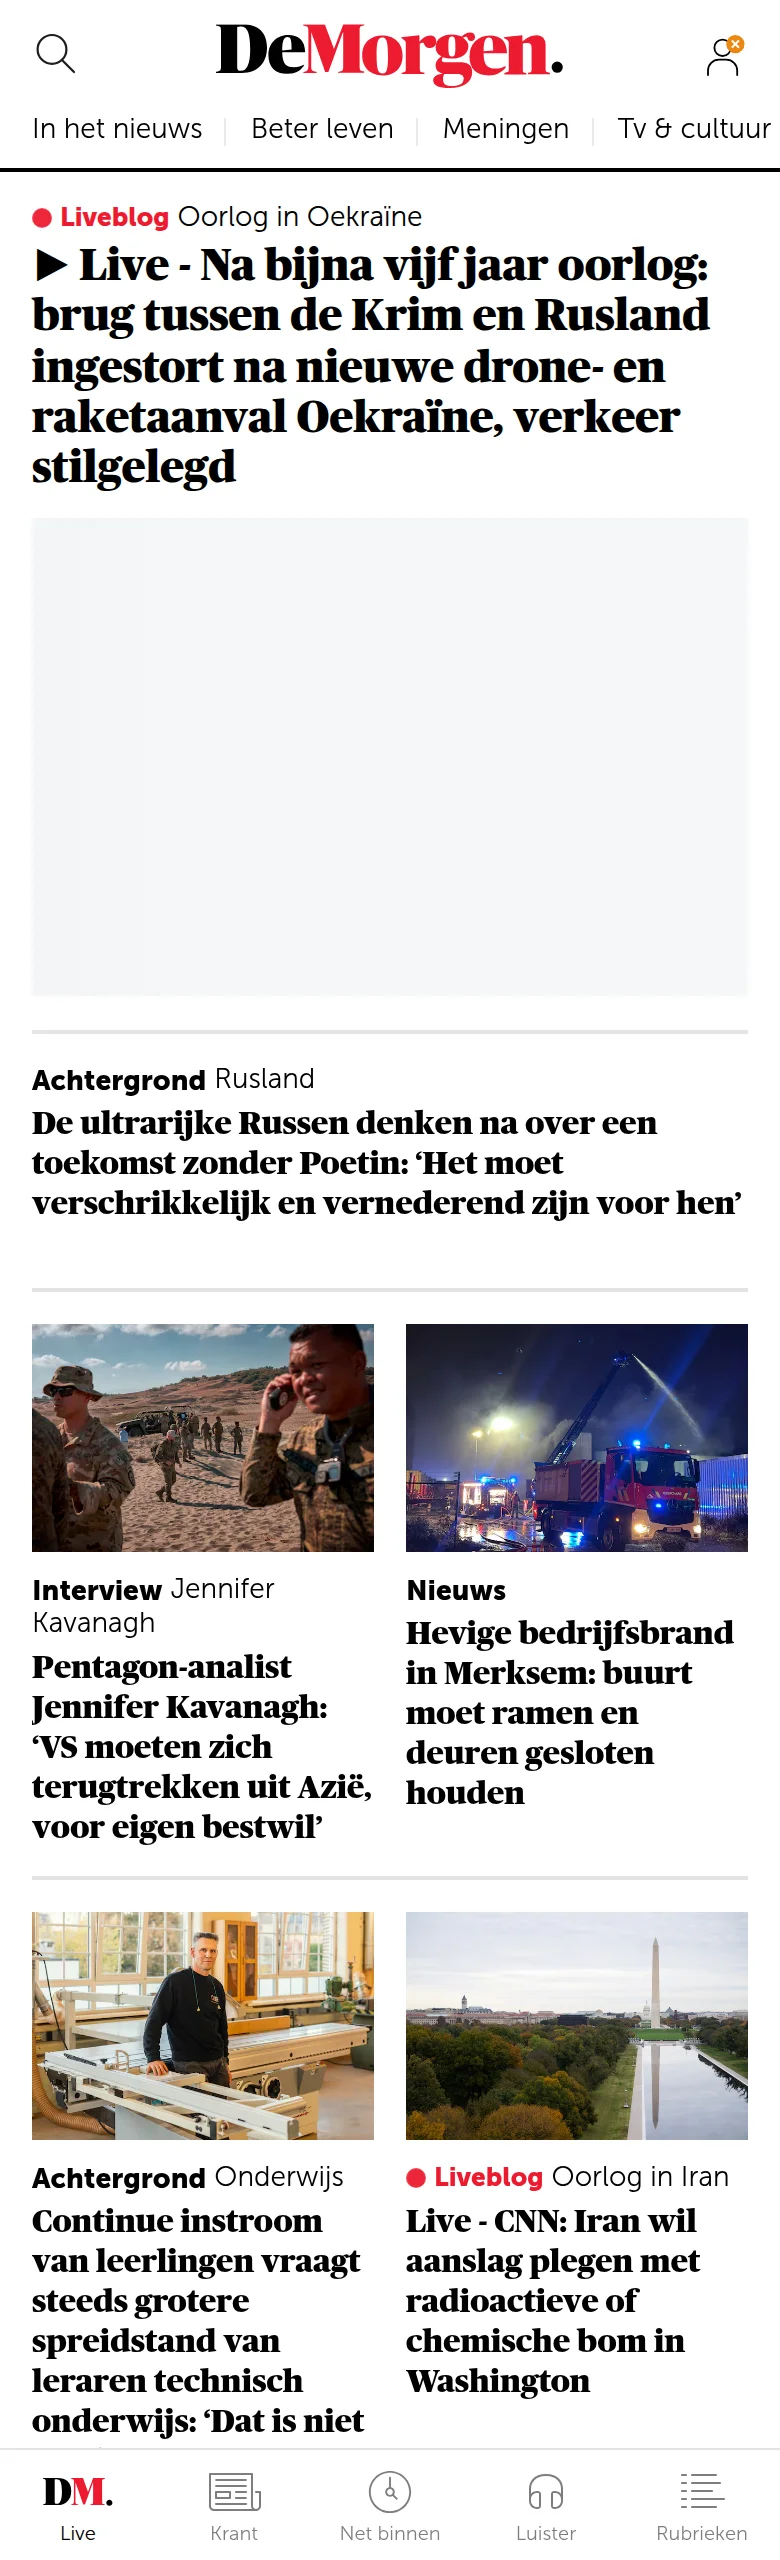 DeMorgen.
In het nieuws
Beter leven
Meningen
Tv & cultuur
Liveblog Oorlog in Oekraïne
► Live - Na bijna vijf jaar oorlog:
brug tussen de Krim en Rusland
ingestort na nieuwe drone- en
raketaanval Oekraïne, verkeer
stilgelegd
Achtergrond Rusland
De ultrarijke Russen denken na over een
toekomst zonder Poetin: ‘Het moet
verschrikkelijk en vernederend zijn voor hen’
Interview Jennifer
Kavanagh
Pentagon-analist
Jennifer Kavanagh:
‘VS moeten zich
terugtrekken uit Azië,
voor eigen bestwil’
Nieuws
Hevige bedrijfsbrand
in Merksem: buurt
moet ramen en
deuren gesloten
houden
Achtergrond Onderwijs
Continue instroom
van leerlingen vraagt
steeds grotere
spreidstand van
leraren technisch
onderwijs: ‘Dat is niet
Liveblog Oorlog in Iran
Live - CNN: Iran wil
aanslag plegen met
radioactieve of
chemische bom in
Washington
DM.
Live
Krant
Net binnen
Luister
Rubrieken